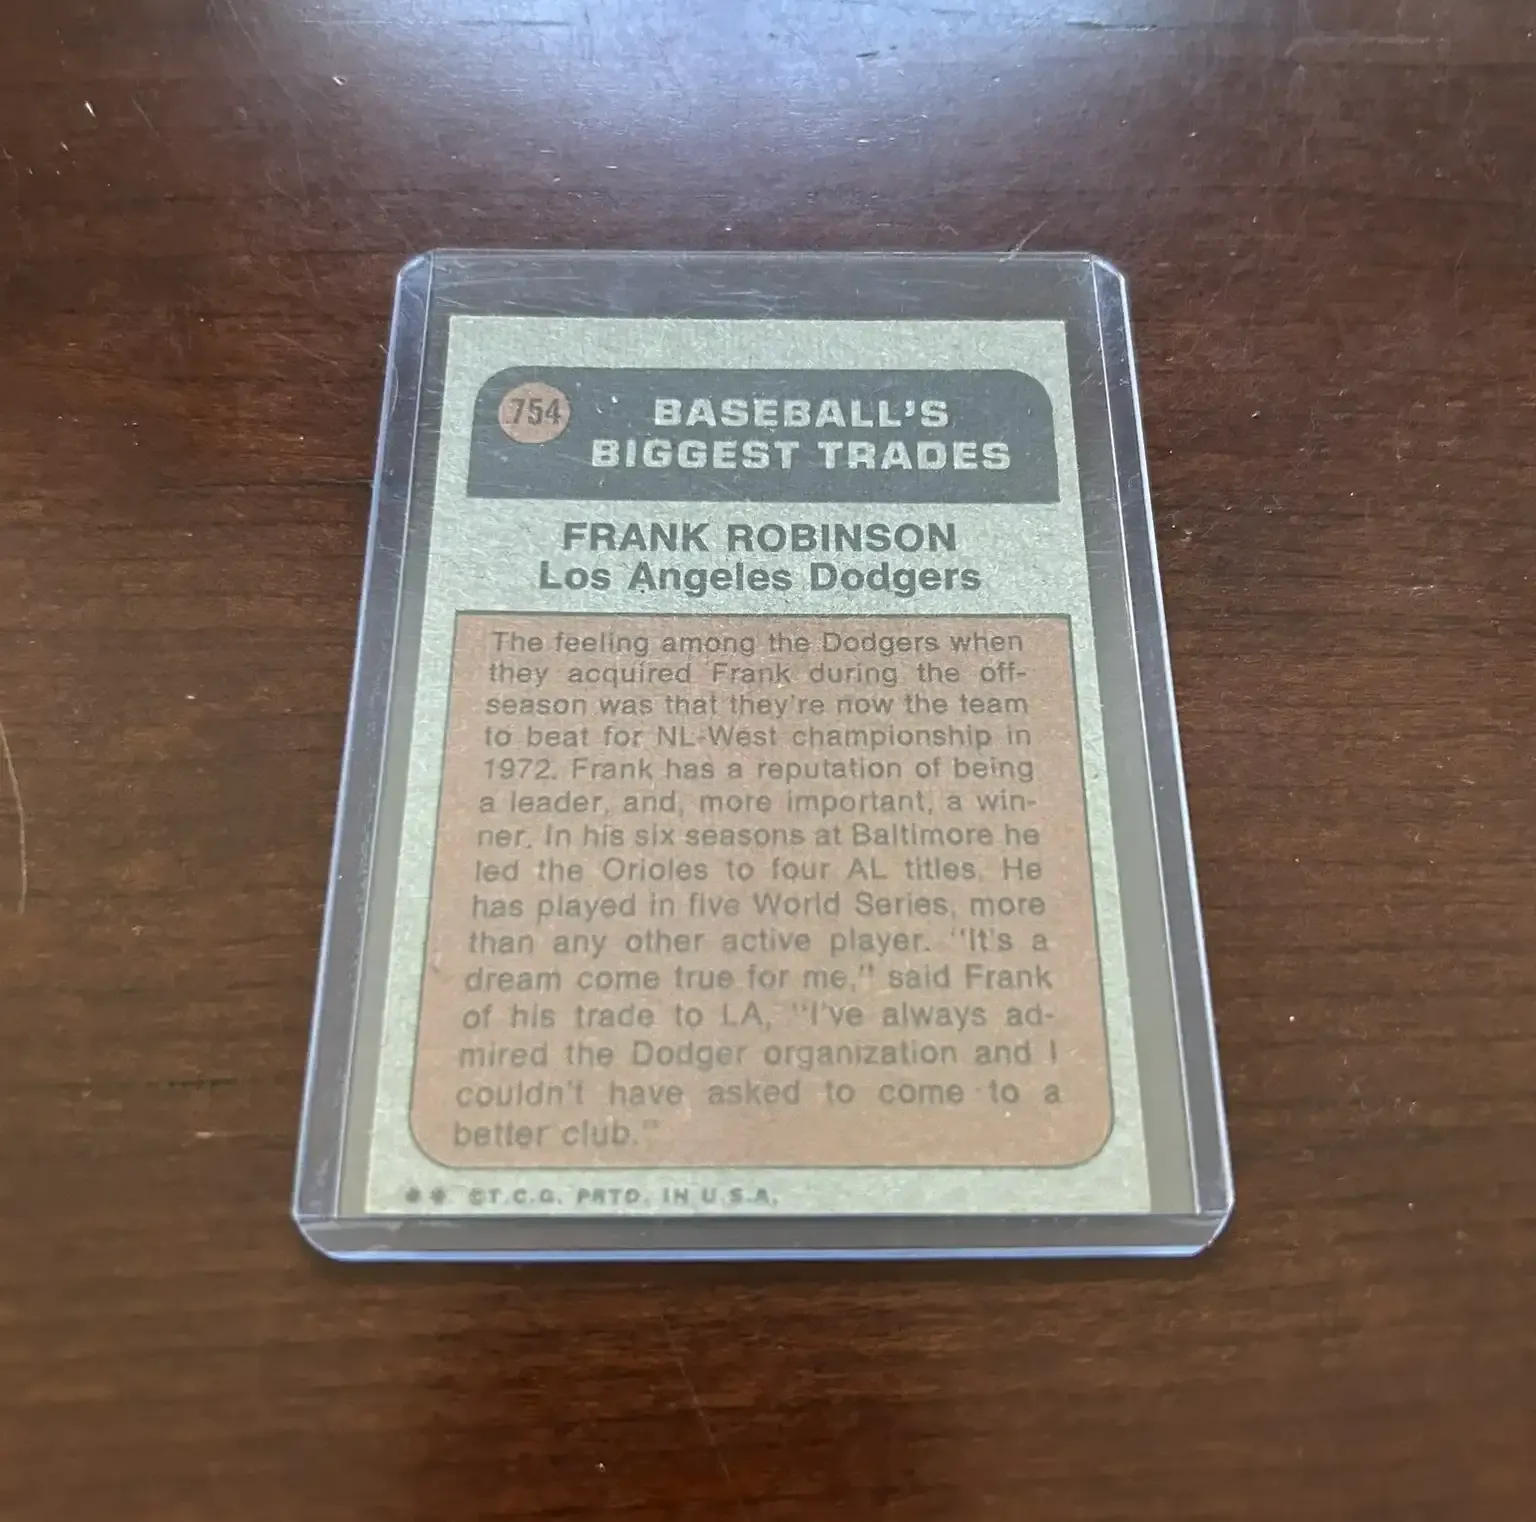 754
BASEBALL'S
BIGGEST TRADES
FRANK ROBINSON
Los Angeles Dodgers
The feeling among the Dodgers when
they acquired Frank during the off-
season was that they're now the team
to beat for NL-West championship in
1972. Frank has a reputation of being
a leader, and, more important, a win-
ner. In his six seasons at Baltimore he
led the Orioles to four AL titles. He
has played in five World Series, more
than any other active player. "It's a
dream come true for me," said Frank
of his trade to LA, "I've always ad-
mired the Dodger organization and I
couldn't have asked to come to a
better club."
** ©T.C.G. PRTD. IN U.S.A.